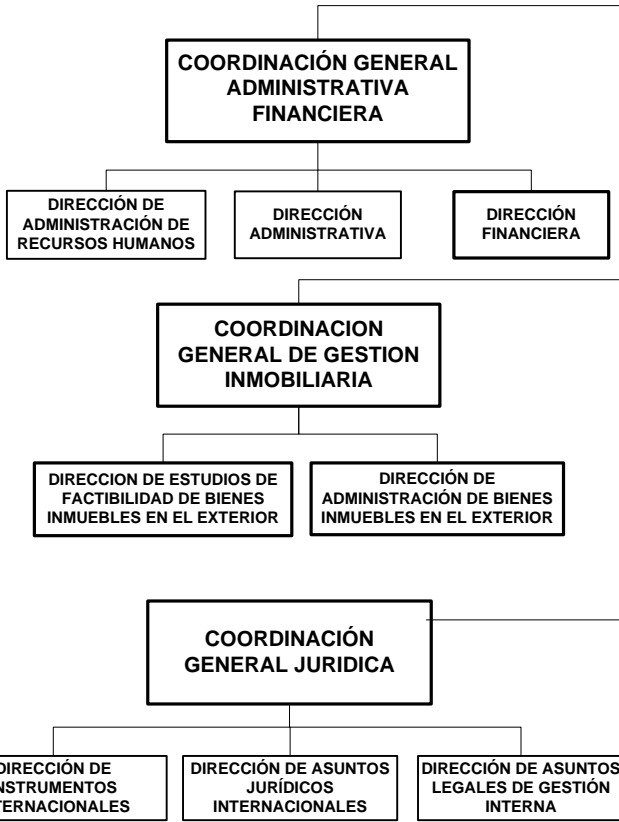 COORDINACIÓN GENERAL
ADMINISTRATIVA
FINANCIERA
DIRECCIÓN DE
ADMINISTRACIÓN DE
RECURSOS HUMANOS
DIRECCIÓN
ADMINISTRATIVA
DIRECCIÓN
FINANCIERA
COORDINACION
GENERAL DE GESTION
INMOBILIARIA
DIRECCION DE ESTUDIOS DE
FACTIBILIDAD DE BIENES
INMUEBLES EN EL EXTERIOR
DIRECCIÓN DE
ADMINISTRACIÓN DE BIENES
INMUEBLES EN EL EXTERIOR
COORDINACIÓN
GENERAL JURIDICA
DIRECCIÓN DE
NSTRUMENTOS
TERNACIONALES
DIRECCIÓN DE ASUNTOS
JURÍDICOS
INTERNACIONALES
DIRECCIÓN DE ASUNTOS
LEGALES DE GESTIÓN
INTERNA